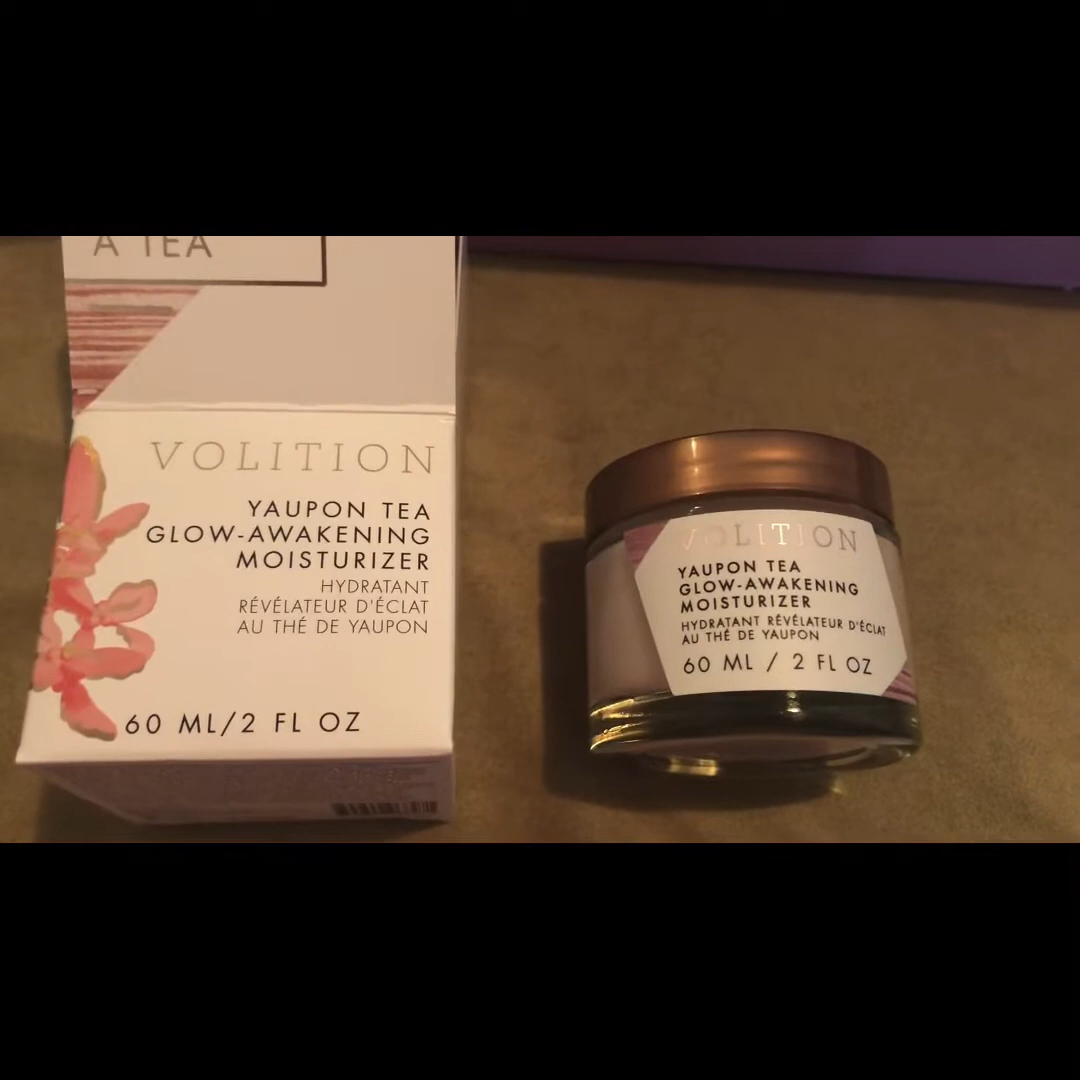 A TEA
VOLITION
YAUPON TEA
GLOW-AWAKENING
MOISTURIZER
HYDRATANT
RÉVÉLATEUR D'ÉCLAT
AU THÉ DE YAUPON
60 ML/2 FL OZ
VOLITION
YAUPON TEA
GLOW-AWAKENING
MOISTURIZER
HYDRATANT RÉVÉLATEUR D'ÉCLAT
AU THÉ DE YAUPON
60 ML / 2 FL OZ